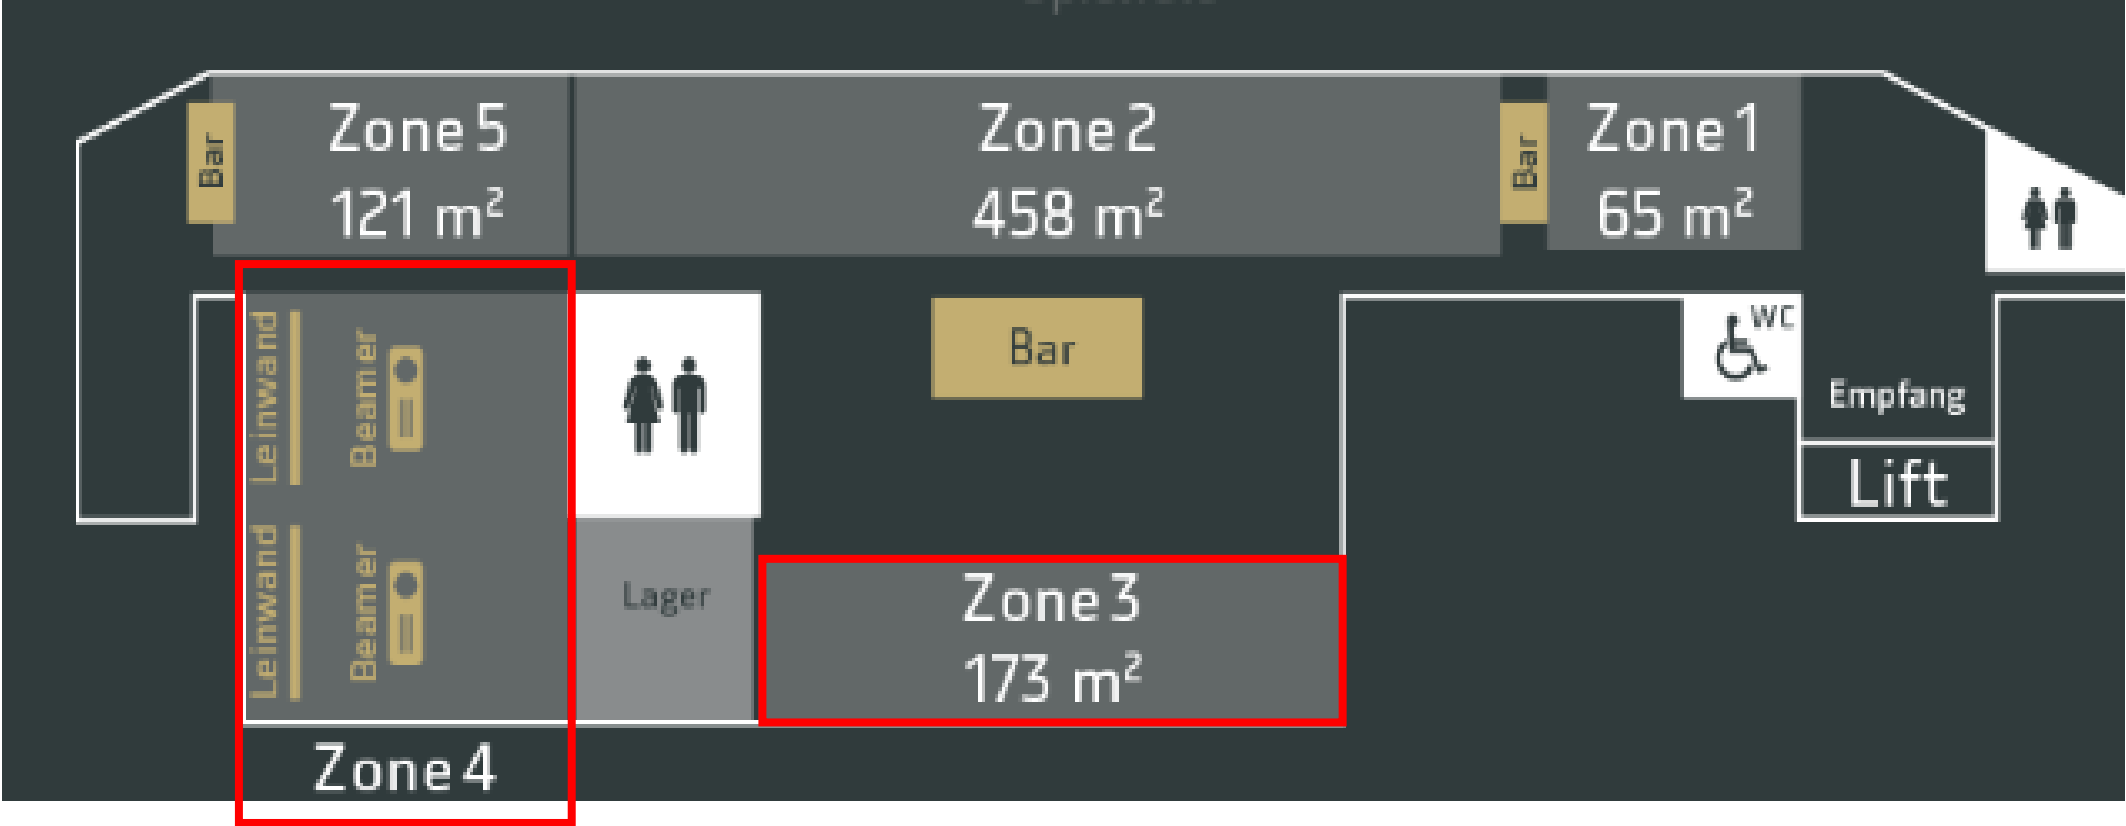 Zone 5
121 m²
Bar
Zone 2
458 m²
Bar
Zone 1
65 m²
Leinwand
Beamer
Leinwand
Beamer
Bar
WC
Empfang
Lift
Lager
Zone 3
173 m²
Zone 4